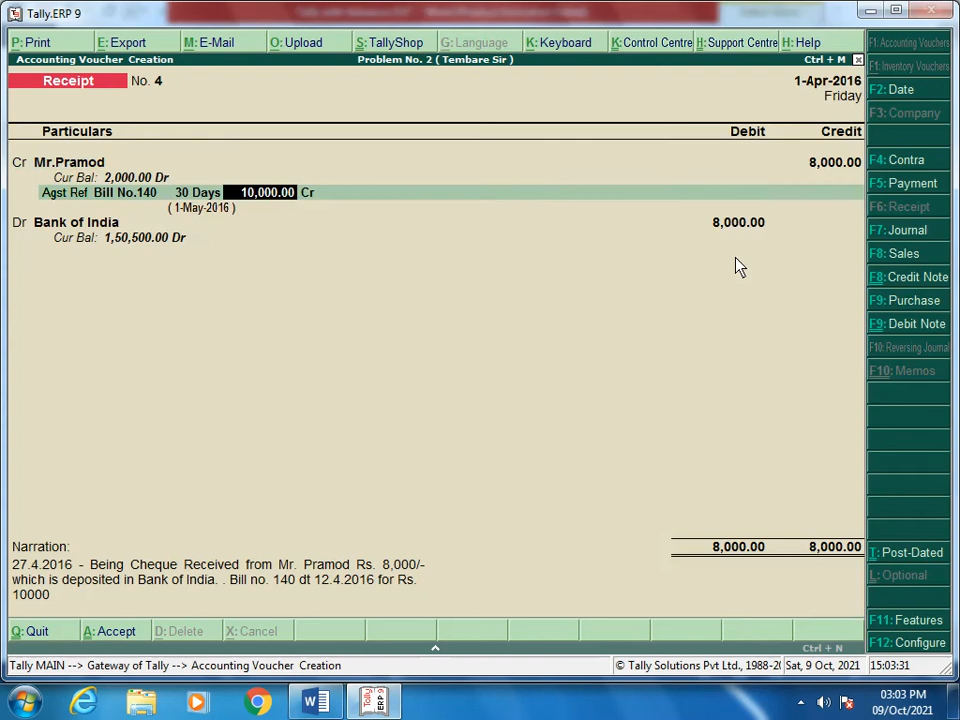 Tally.ERP 9
P: Print E: Export M: E-Mail O: Upload S: TallyShop G: Language K: Keyboard K: Control Centre H: Support Centre H: Help
F1: Accounting Vouchers
Accounting Voucher Creation Problem No. 2 ( Tembare Sir ) Ctrl + M
F1: Inventory Vouchers
Receipt No. 4 1-Apr-2016
F2: Date
Friday
F3: Company
Particulars Debit Credit
Cr Mr.Pramod 8,000.00
F4: Contra
Cur Bal: 2,000.00 Dr
F5: Payment
Agst Ref Bill No.140 30 Days 10,000.00 Cr
( 1-May-2016 )
F6: Receipt
Dr Bank of India 8,000.00
F7: Journal
Cur Bal: 1,50,500.00 Dr
F8: Sales
F8: Credit Note
F9: Purchase
F9: Debit Note
F10: Reversing Journal
F10: Memos
Narration: 8,000.00 8,000.00
T: Post-Dated
27.4.2016 - Being Cheque Received from Mr. Pramod Rs. 8,000/-
which is deposited in Bank of India. . Bill no. 140 dt 12.4.2016 for Rs.
10000
L: Optional
F11: Features
Q: Quit A: Accept D: Delete X: Cancel
F12: Configure
Ctrl + N
Tally MAIN --> Gateway of Tally --> Accounting Voucher Creation © Tally Solutions Pvt Ltd., 1988-20 Sat, 9 Oct, 2021 15:03:31
03:03 PM
09/Oct/2021